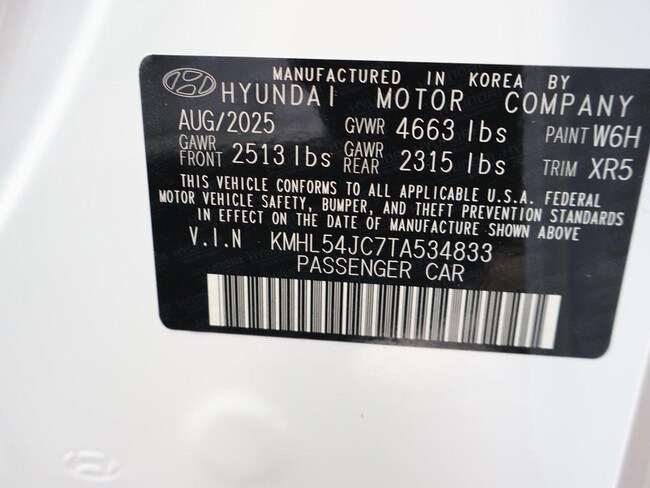 MANUFACTURED IN KOREA BY
HYUNDAI MOTOR COMPANY
AUG/2025 GVWR 4663 lbs PAINT W6H
GAWR FRONT 2513 lbs GAWR REAR 2315 lbs TRIM XR5
THIS VEHICLE CONFORMS TO ALL APPLICABLE U.S.A. FEDERAL
MOTOR VEHICLE SAFETY, BUMPER, AND THEFT PREVENTION STANDARDS
IN EFFECT ON THE DATE OF MANUFACTURE SHOWN ABOVE
V.I.N KMHL54JC7TA534833
PASSENGER CAR